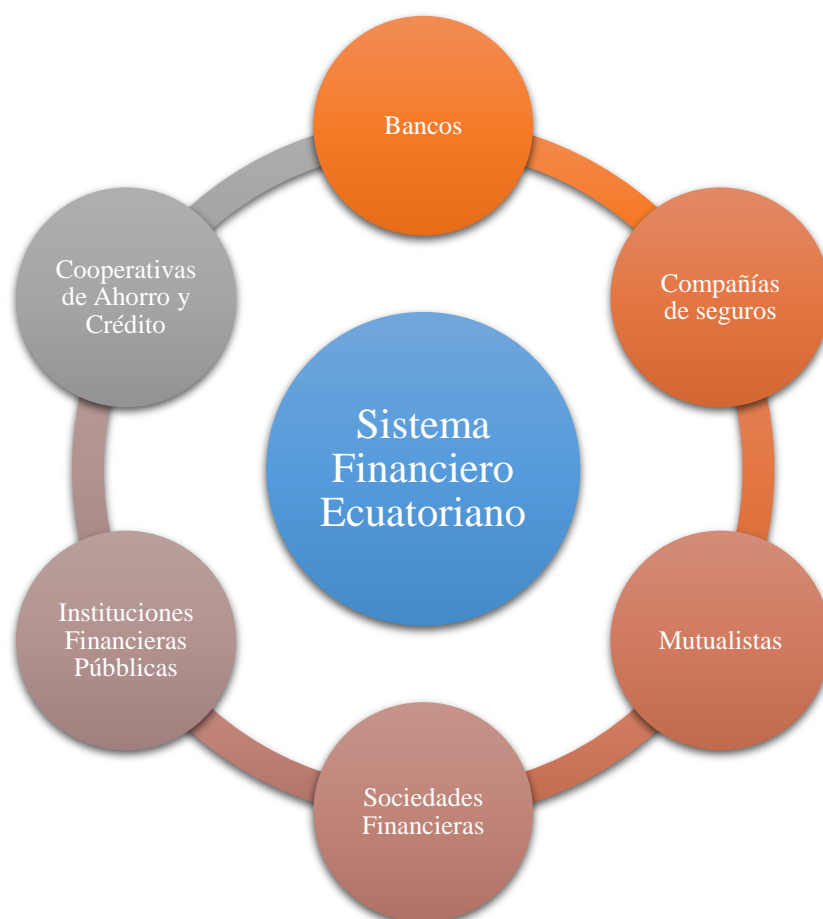 Bancos
Compañías
de seguros
Mutualistas
Sociedades
Financieras
Instituciones
Financieras
Púbblicas
Cooperativas
de Ahorro y
Crédito
Sistema
Financiero
Ecuatoriano